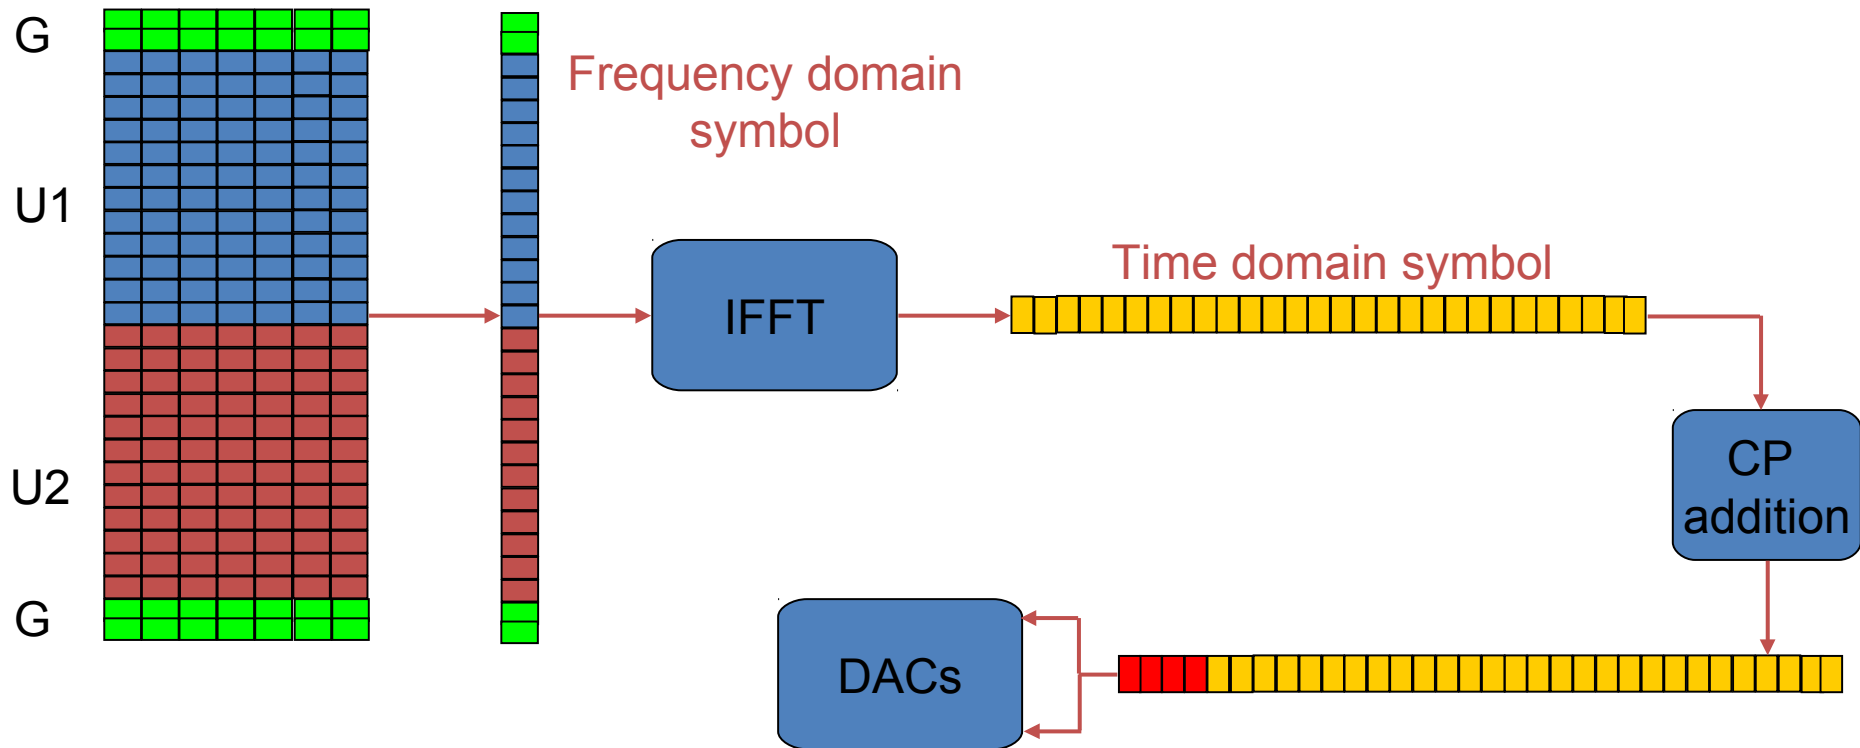 G
U1
U2
G
Frequency domain
symbol
IFFT
Time domain symbol
CP
addition
DACs